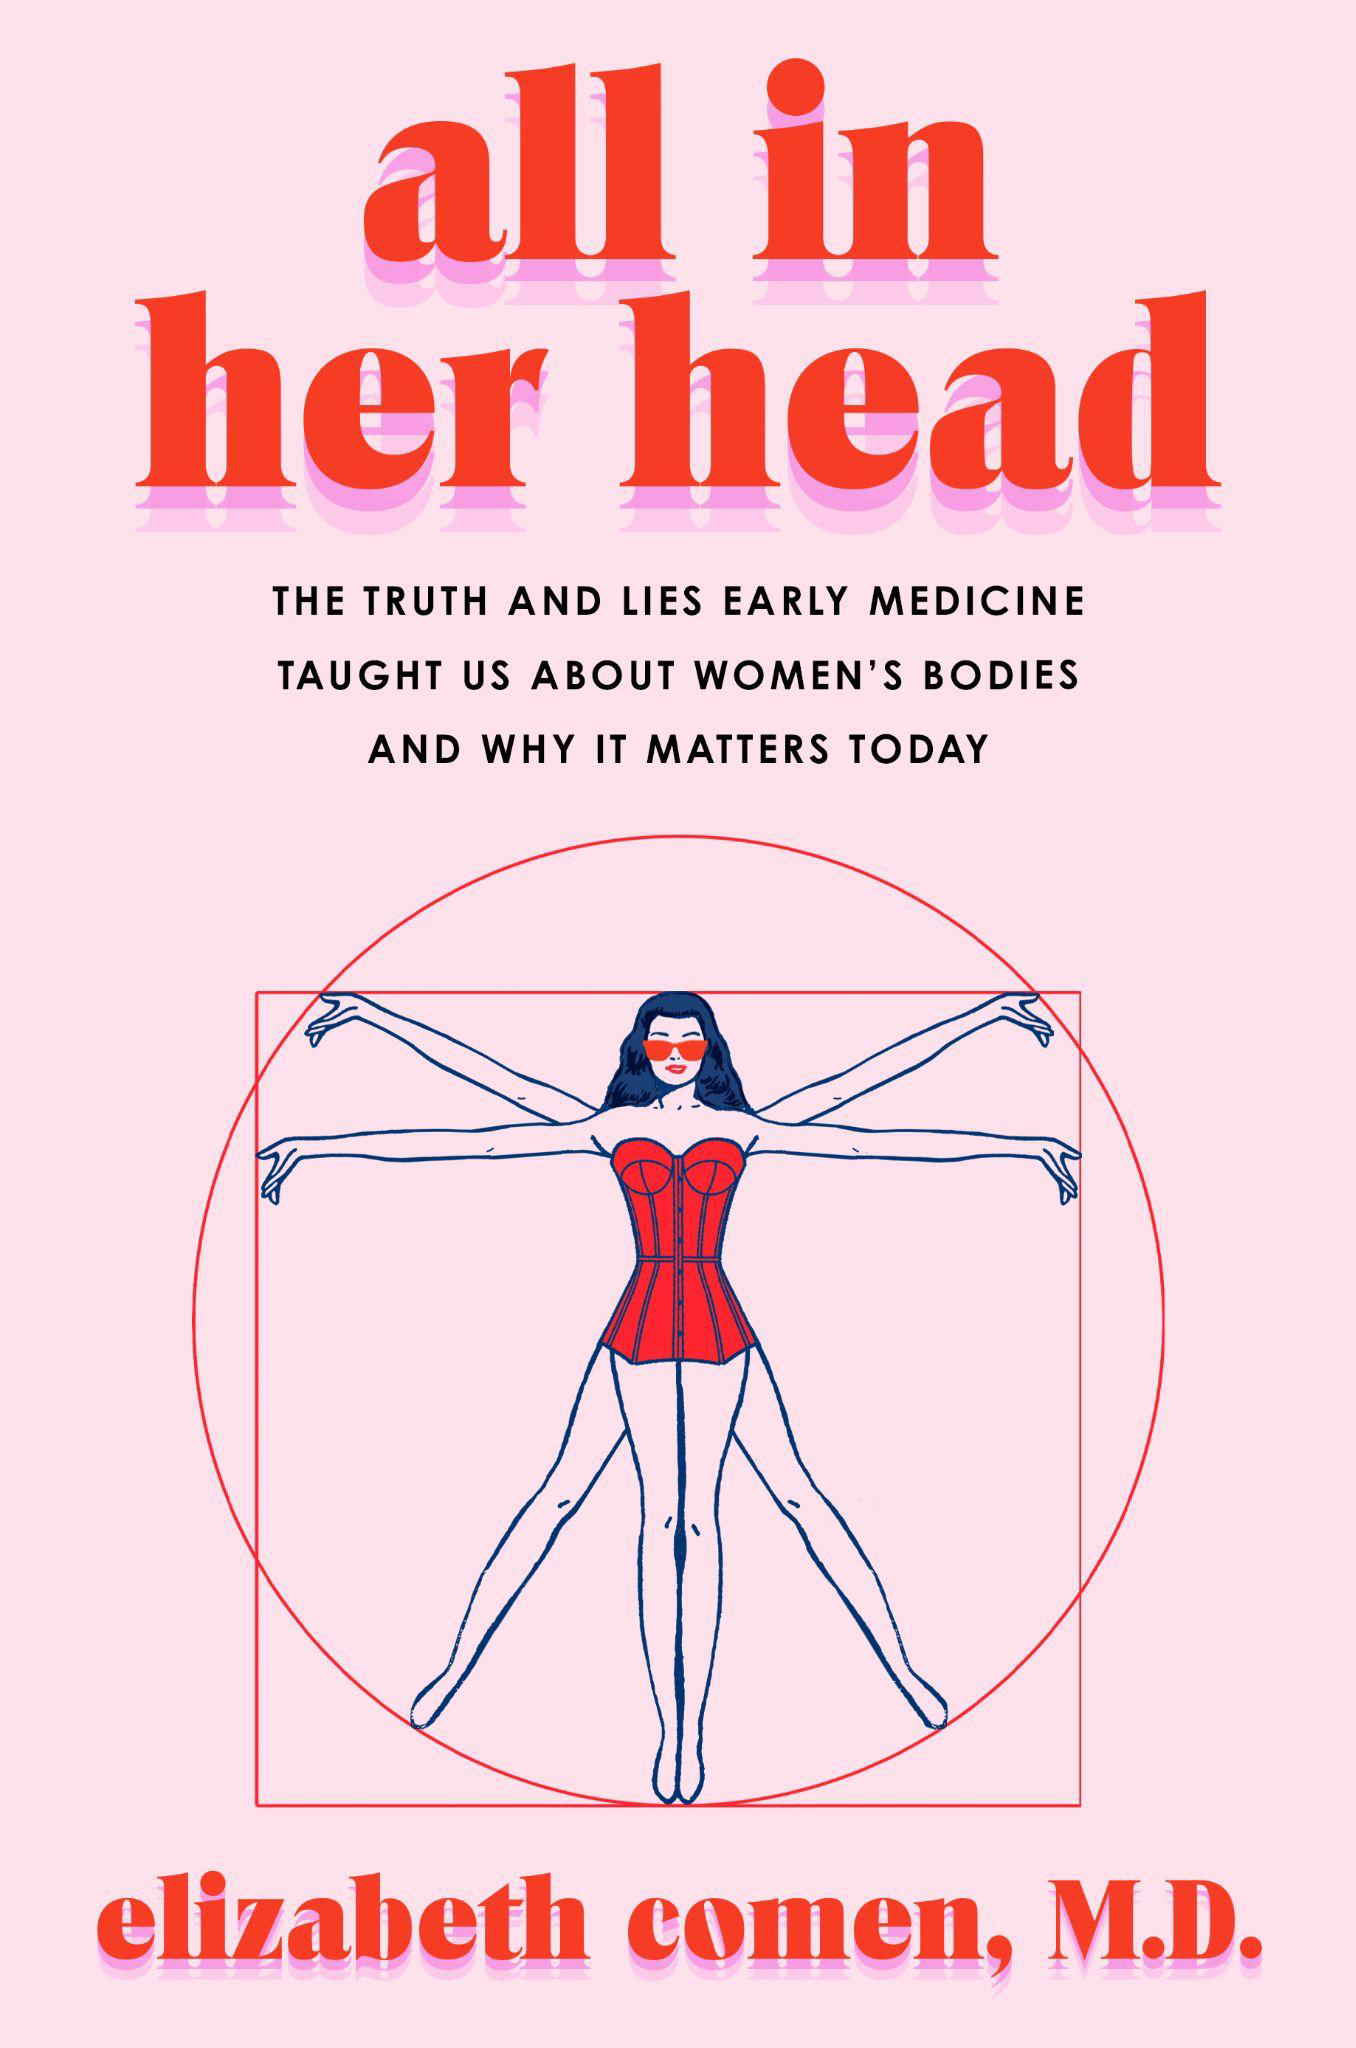 all in
her head
THE TRUTH AND LIES EARLY MEDICINE
TAUGHT US ABOUT WOMEN’S BODIES
AND WHY IT MATTERS TODAY
elizabeth comen, M.D.